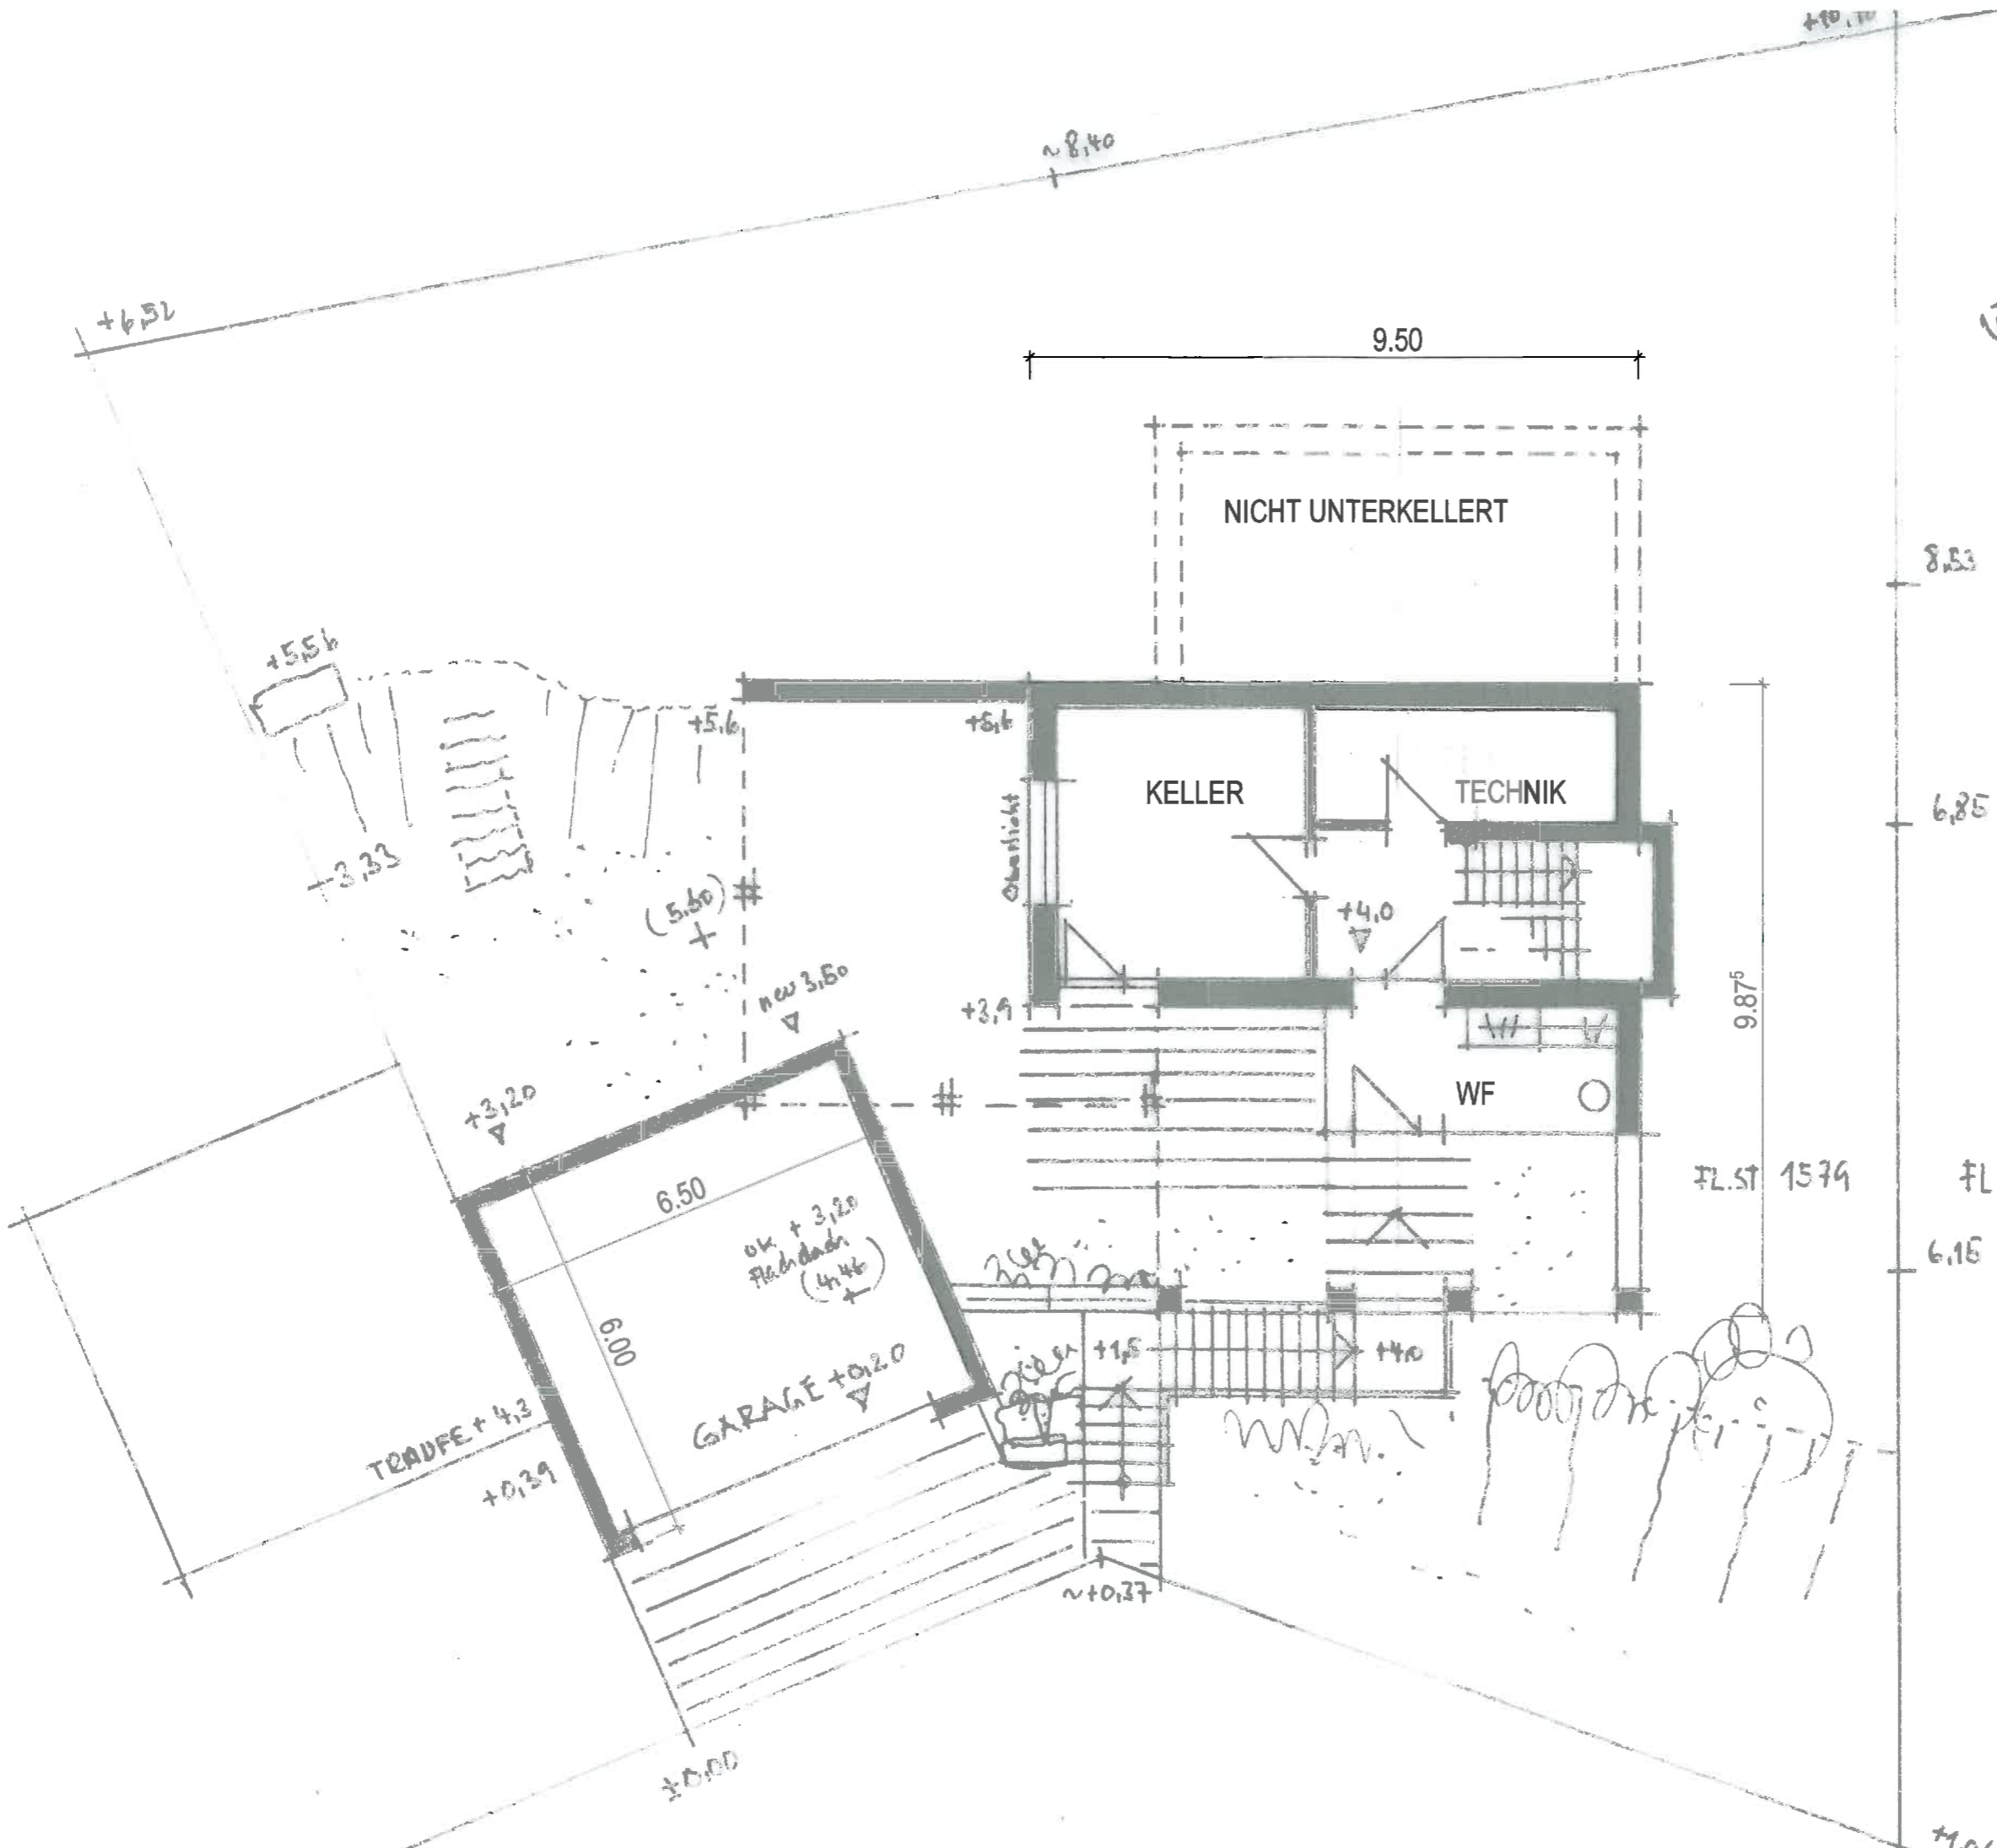 ~8,40
+6,52
9.50
NICHT UNTERKELLERT
8,53
+5,56
+5,6
+5,6
KELLER
TECHNIK
6,85
Oberlicht
-3,33
(5.60)
+4,0
neu 3,50
+3,9
9.87⁵
W
WF
+3,20
6.50
FL.ST 1579
FL
OK + 3,20
Flachdach
(4,46)
6,15
6.00
+1,5
+4,0
GARAGE +0,20
TRAUFE + 4,3
+0,39
~+0,37
±0,00